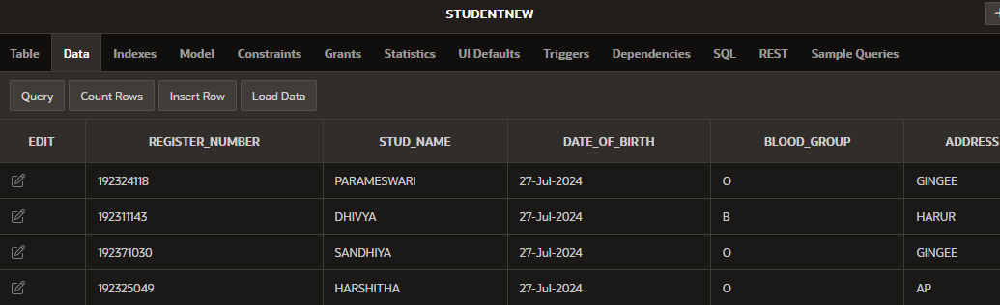 STUDENTNEW
Table Data Indexes Model Constraints Grants Statistics UI Defaults Triggers Dependencies SQL REST Sample Queries
Query Count Rows Insert Row Load Data
EDIT REGISTER_NUMBER STUD_NAME DATE_OF_BIRTH BLOOD_GROUP ADDRESS
192324118 PARAMESWARI 27-Jul-2024 O GINGEE
192311143 DHIVYA 27-Jul-2024 B HARUR
192371030 SANDHIYA 27-Jul-2024 O GINGEE
192325049 HARSHITHA 27-Jul-2024 O AP